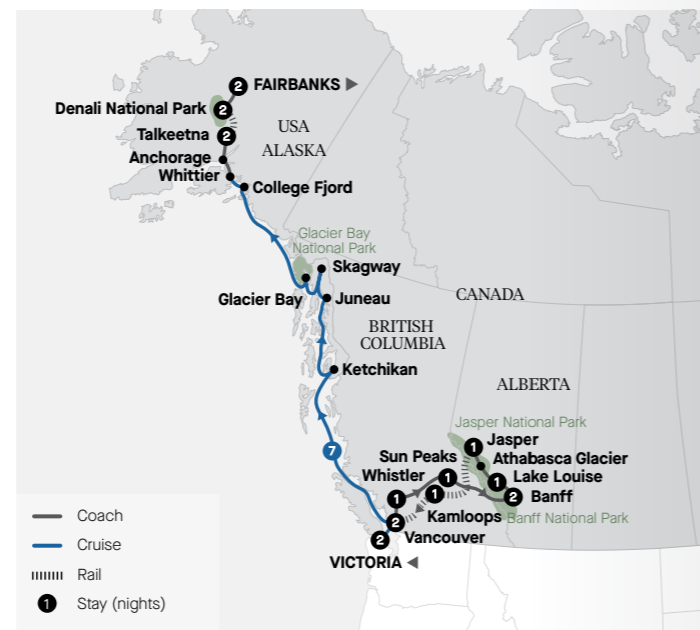 2
FAIRBANKS
Denali National Park
2
Talkeetna
2
USA
ALASKA
Anchorage
Whittier
College Fjord
Glacier Bay
National Park
Skagway
Glacier Bay
Juneau
CANADA
BRITISH
COLUMBIA
Ketchikan
ALBERTA
7
Jasper National Park
1
Jasper
Sun Peaks
Athabasca Glacier
Whistler
1
1
Lake Louise
1
1
2
Banff
2
Kamloops
Banff National Park
2
Vancouver
VICTORIA
Coach
Cruise
Rail
1
Stay (nights)